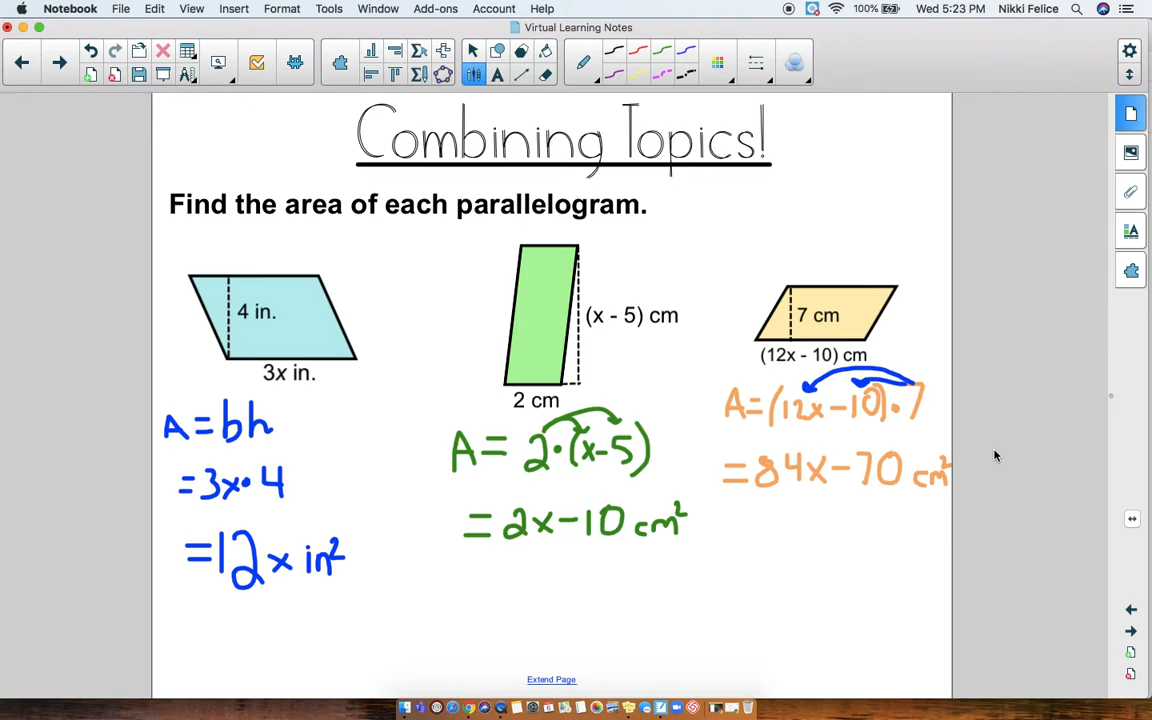 Notebook File Edit View Insert Format Tools Window Add-ons Account Help 100% Wed 5:23 PM Nikki Felice
Virtual Learning Notes
Combining Topics!
Find the area of each parallelogram.
4 in.
3x in.
A = bh
= 3x • 4
= 12x in²
(x - 5) cm
2 cm
A = 2 • (x - 5)
= 2x - 10 cm²
7 cm
(12x - 10) cm
A = (12x - 10) • 7
= 84x - 70 cm²
Extend Page